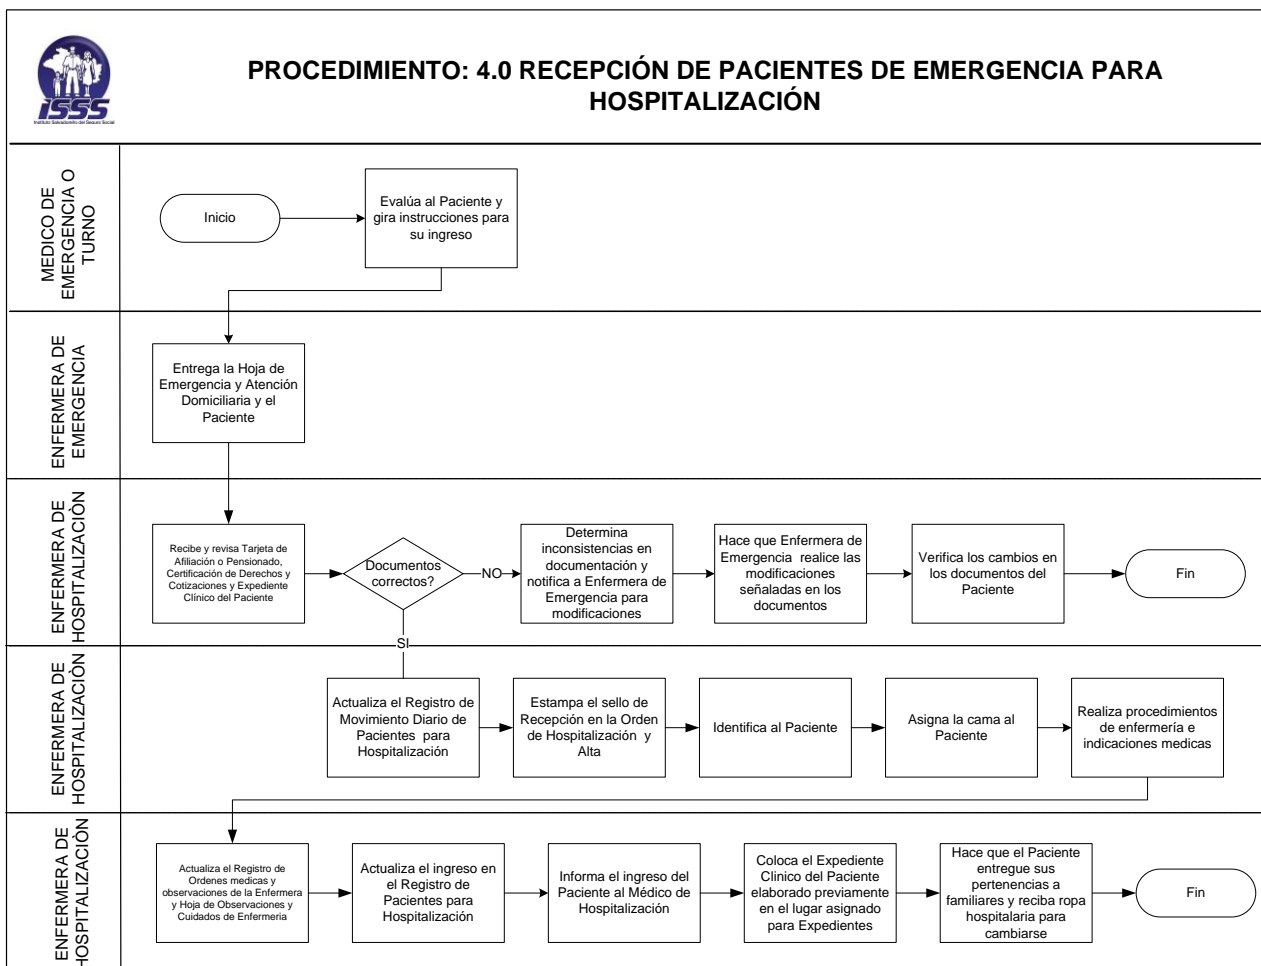 PROCEDIMIENTO: 4.0 RECEPCIÓN DE PACIENTES DE EMERGENCIA PARA
HOSPITALIZACIÓN
ISSS
Instituto Salvadoreño del Seguro Social
MEDICO DE
EMERGENCIA O
TURNO
Inicio
Evalúa al Paciente y
gira instrucciones para
su ingreso
ENFERMERA DE
EMERGENCIA
Entrega la Hoja de
Emergencia y Atención
Domiciliaria y el
Paciente
ENFERMERA DE
HOSPITALIZACIÒN
Recibe y revisa Tarjeta de
Afiliación o Pensionado,
Certificación de Derechos y
Cotizaciones y Expediente
Clínico del Paciente
Documentos
correctos?
NO
Determina
inconsistencias en
documentación y
notifica a Enfermera de
Emergencia para
modificaciones
Hace que Enfermera de
Emergencia realice las
modificaciones
señaladas en los
documentos
Verifica los cambios en
los documentos del
Paciente
Fin
SI
ENFERMERA DE
HOSPITALIZACIÒN
Actualiza el Registro de
Movimiento Diario de
Pacientes para
Hospitalización
Estampa el sello de
Recepción en la Orden
de Hospitalización y
Alta
Identifica al Paciente
Asigna la cama al
Paciente
Realiza procedimientos
de enfermería e
indicaciones medicas
ENFERMERA DE
HOSPITALIZACIÒN
Actualiza el Registro de
Ordenes medicas y
observaciones de la Enfermera
y Hoja de Observaciones y
Cuidados de Enfermeria
Actualiza el ingreso en
el Registro de
Pacientes para
Hospitalización
Informa el ingreso del
Paciente al Médico de
Hospitalización
Coloca el Expediente
Clinico del Paciente
elaborado previamente
en el lugar asignado
para Expedientes
Hace que el Paciente
entregue sus
pertenencias a
familiares y reciba ropa
hospitalaria para
cambiarse
Fin